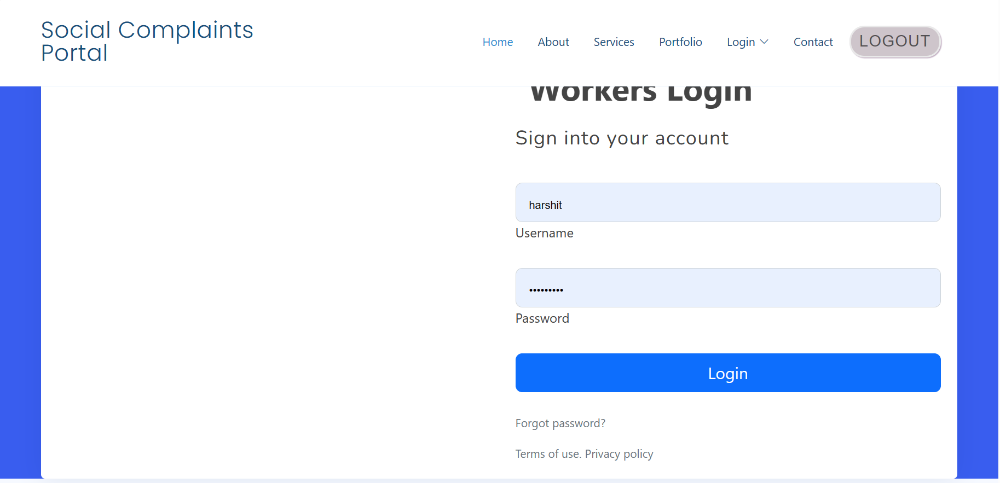 Social Complaints
Portal
Home About Services Portfolio Login Contact LOGOUT
Workers Login
Sign into your account
harshit
Username
•••••••••
Password
Login
Forgot password?
Terms of use. Privacy policy